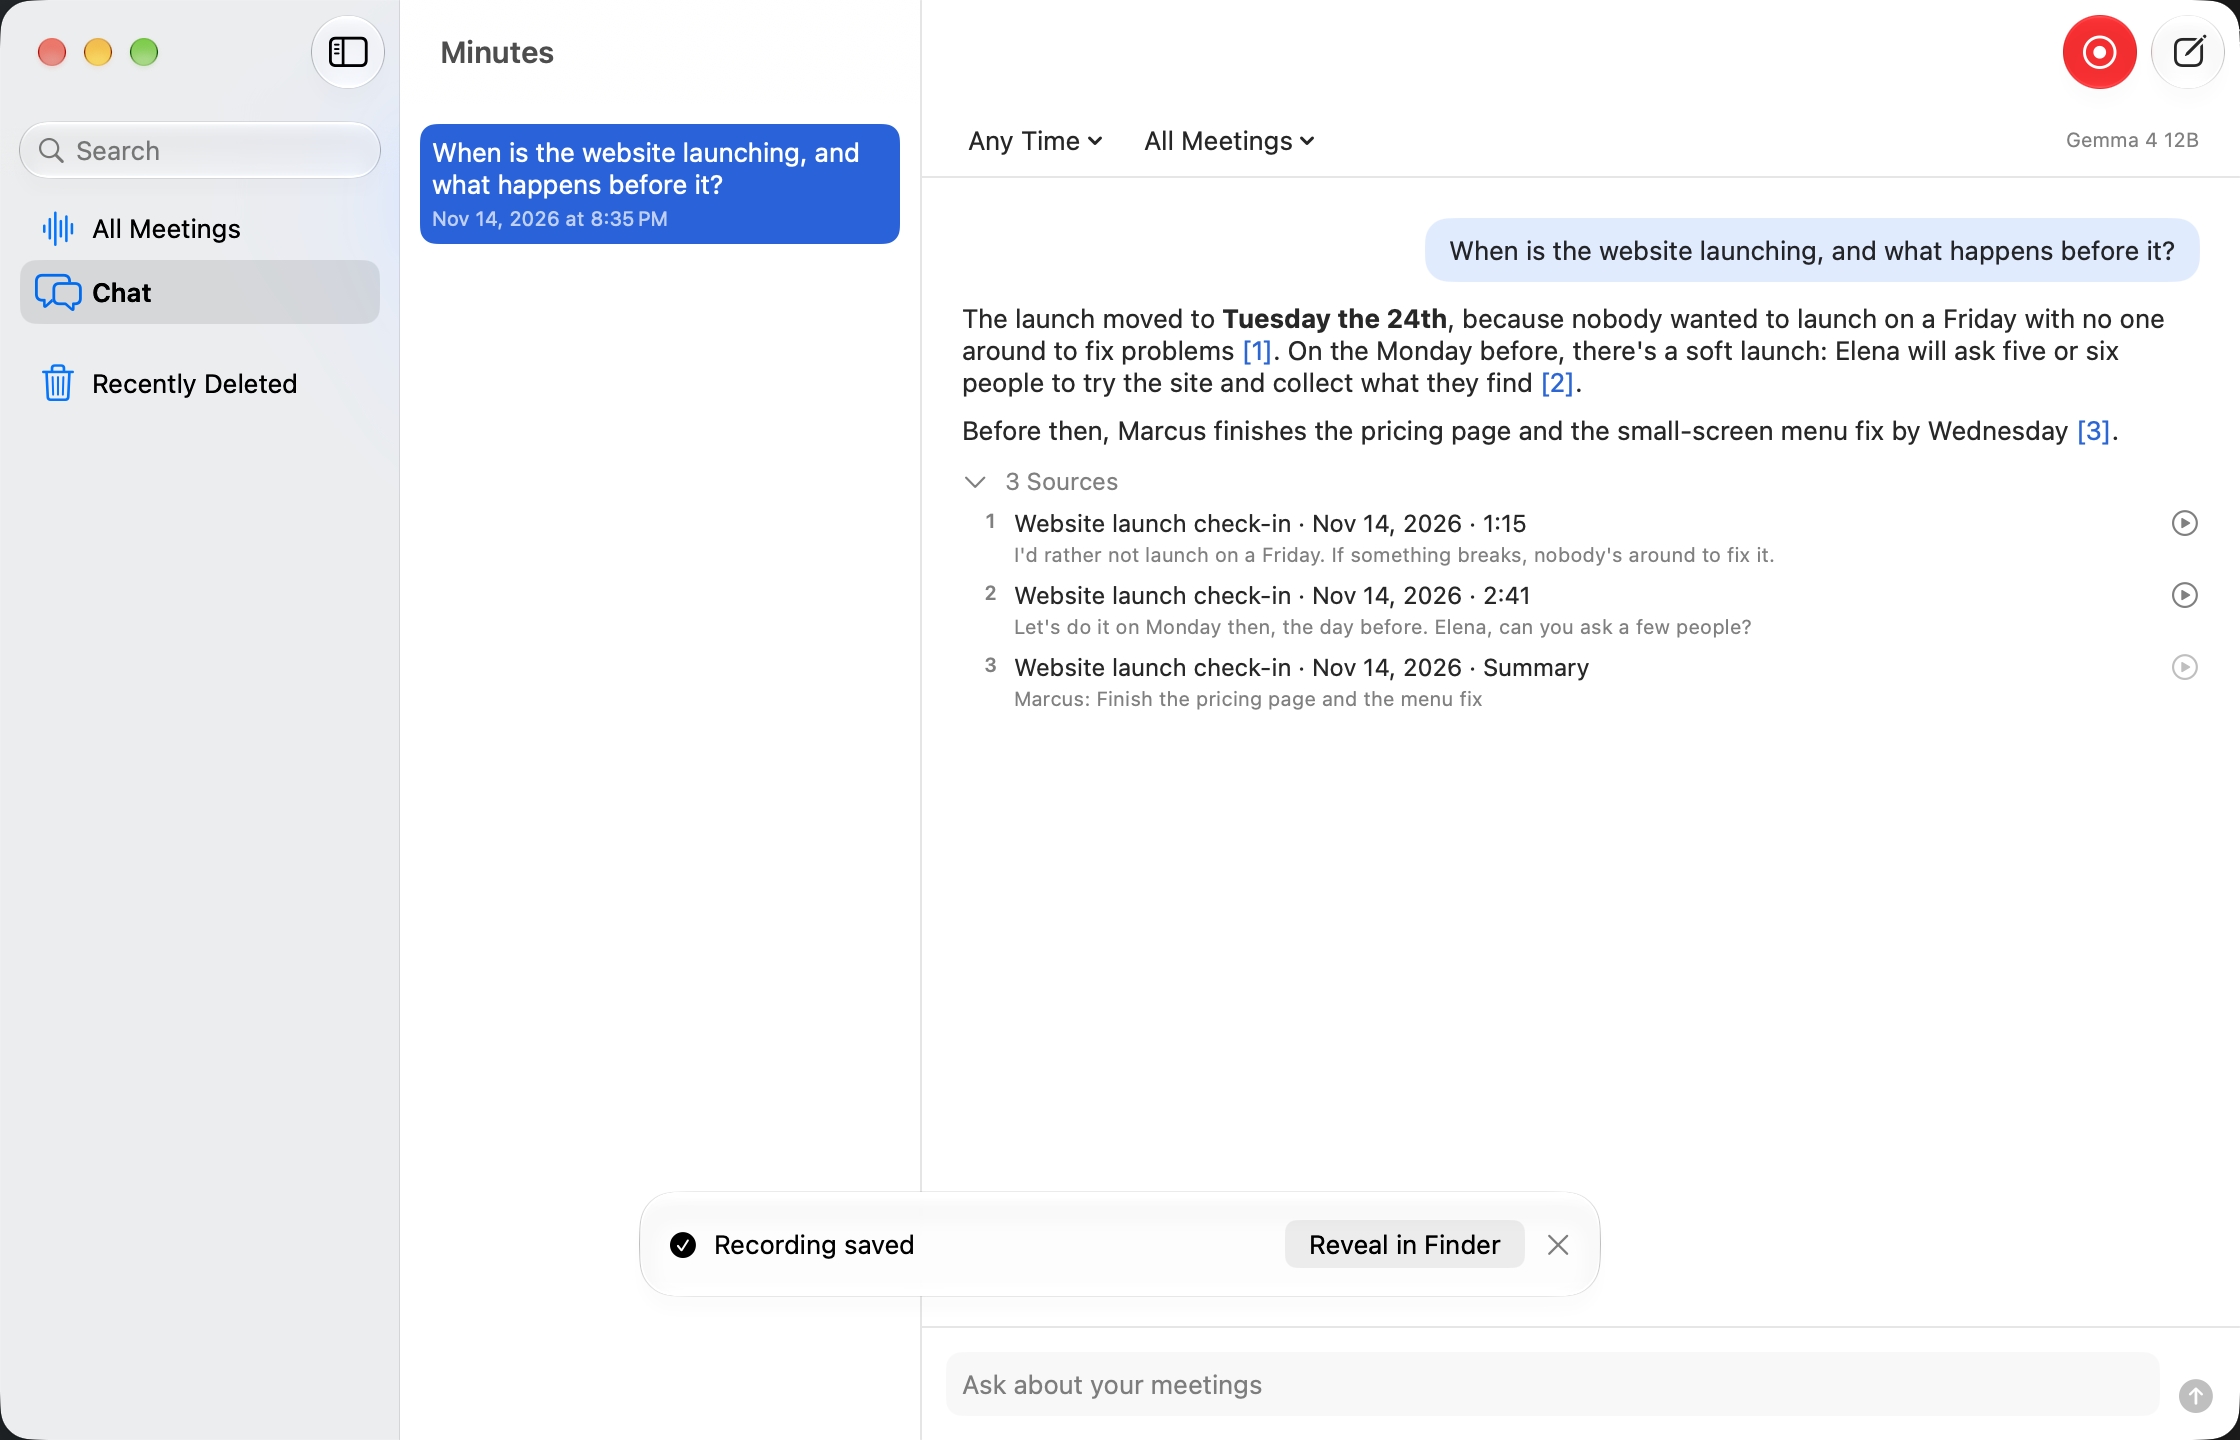 Minutes
Search
All Meetings
Chat
Recently Deleted
When is the website launching, and
what happens before it?
Nov 14, 2026 at 8:35 PM
Any Time
All Meetings
Gemma 4 12B
When is the website launching, and what happens before it?
The launch moved to Tuesday the 24th, because nobody wanted to launch on a Friday with no one
around to fix problems [1]. On the Monday before, there's a soft launch: Elena will ask five or six
people to try the site and collect what they find [2].
Before then, Marcus finishes the pricing page and the small-screen menu fix by Wednesday [3].
3 Sources
1 Website launch check-in · Nov 14, 2026 · 1:15
I'd rather not launch on a Friday. If something breaks, nobody's around to fix it.
2 Website launch check-in · Nov 14, 2026 · 2:41
Let's do it on Monday then, the day before. Elena, can you ask a few people?
3 Website launch check-in · Nov 14, 2026 · Summary
Marcus: Finish the pricing page and the menu fix
Recording saved
Reveal in Finder
Ask about your meetings